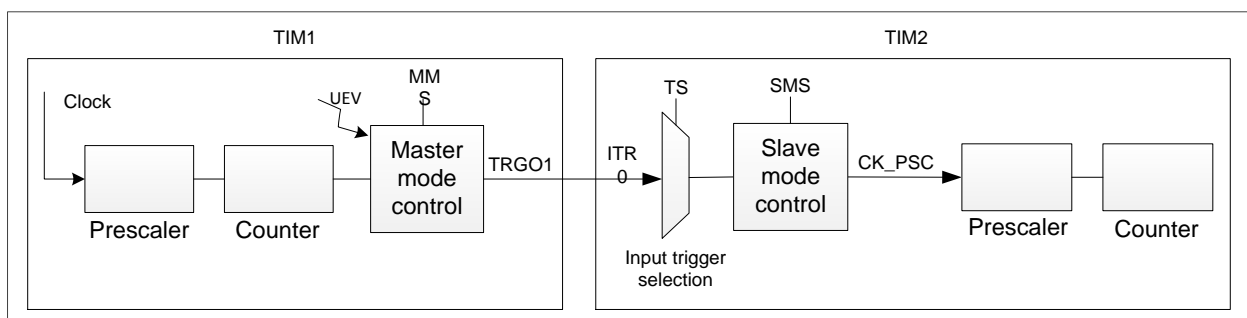 TIM1
TIM2
Clock
UEV
MM
S
TS
SMS
Master
mode
control
TRGO1
ITR
0
Slave
mode
control
CK_PSC
Prescaler
Counter
Input trigger
selection
Prescaler
Counter